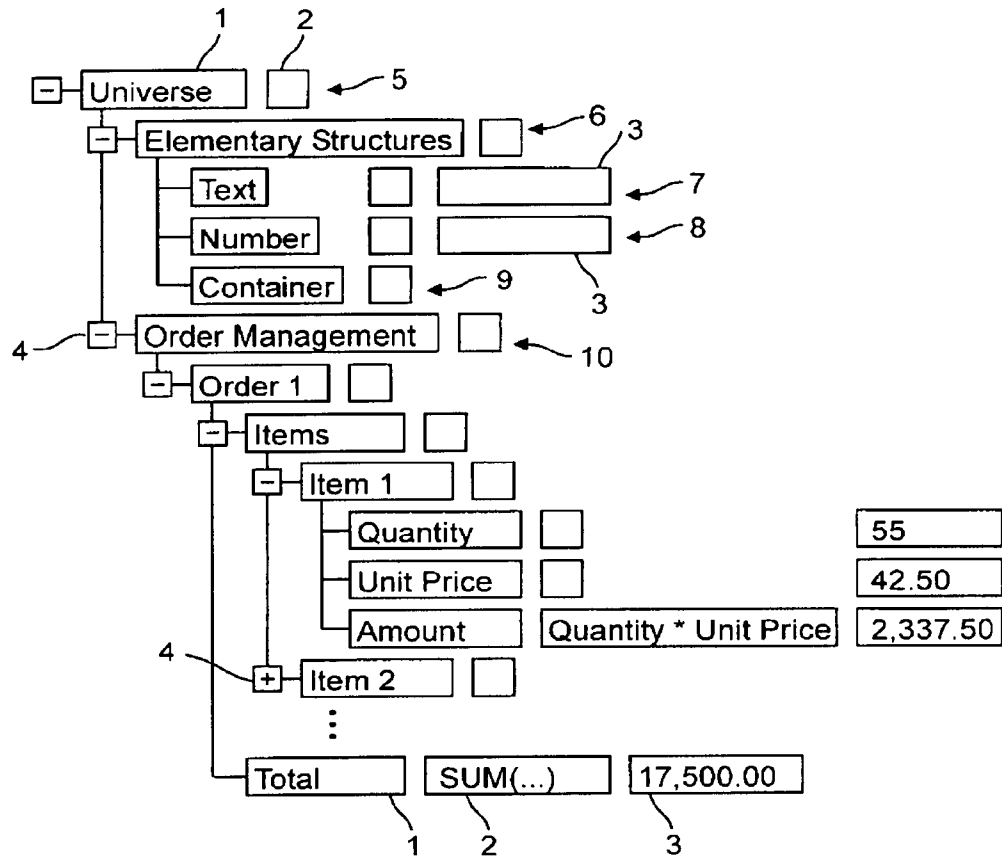 1 2
− Universe 5
− Elementary Structures 6
3
Text 7
Number 8
Container 9
3
4 − Order Management 10
− Order 1
− Items
− Item 1
Quantity 55
Unit Price 42.50
Amount Quantity * Unit Price 2,337.50
4
+ Item 2
⋮
Total SUM(...) 17,500.00
1 2 3